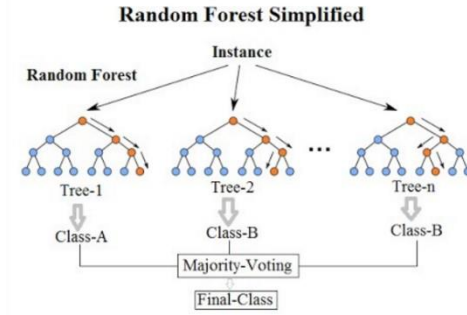 Random Forest Simplified
Instance
Random Forest
...
Tree-1
Tree-2
Tree-n
Class-A
Class-B
Class-B
Majority-Voting
Final-Class